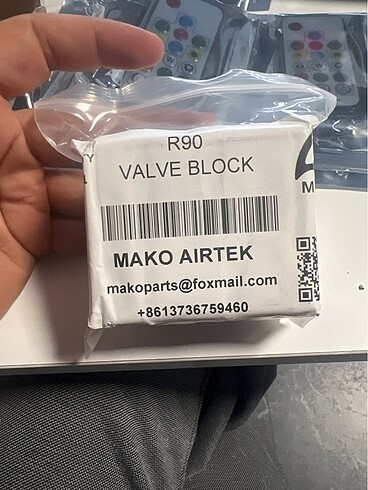 R90
VALVE BLOCK
MAKO AIRTEK
makoparts@foxmail.com
+8613736759460